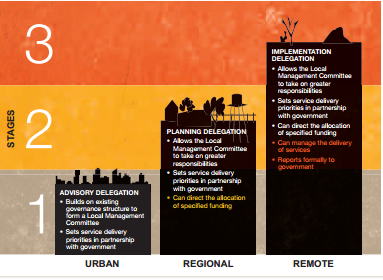 3
IMPLEMENTATION
DELEGATION
• Allows the Local
Management Committee
to take on greater
responsibilities
• Sets service delivery
priorities in partnership
with government
• Can direct the allocation
of specified funding
• Can manage the delivery
of services
• Reports formally to
government
STAGES
2
PLANNING DELEGATION
• Allows the Local
Management Committee
to take on greater
responsibilities
• Sets service delivery
priorities in partnership
with government
• Can direct the allocation
of specified funding
1
ADVISORY DELEGATION
• Builds on existing
governance structure to
form a Local Management
Committee
• Sets service delivery
priorities in partnership
with government
URBAN
REGIONAL
REMOTE